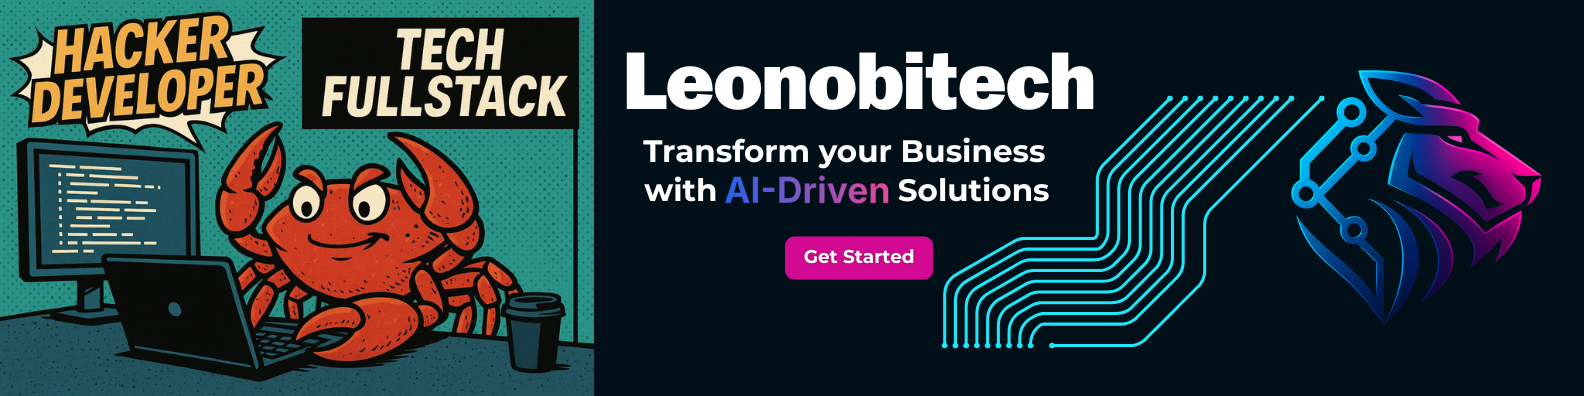 HACKER
DEVELOPER
TECH
FULLSTACK
Leonobitech
Transform your Business
with AI-Driven Solutions
Get Started